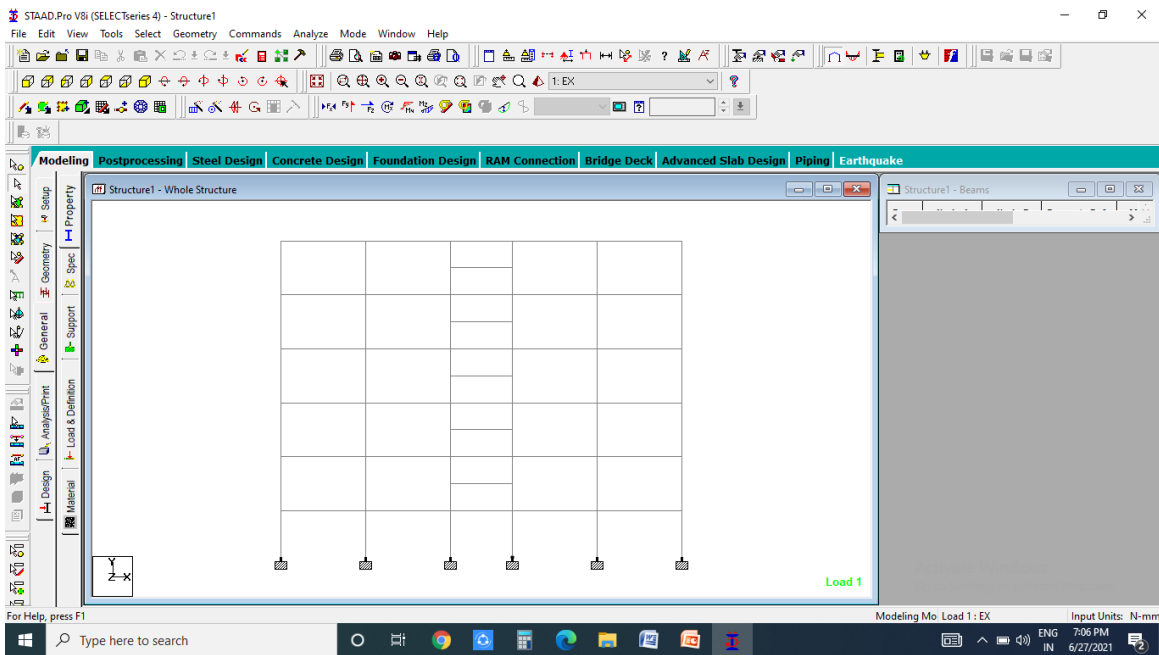 STAAD.Pro V8i (SELECTseries 4) - Structure1
File Edit View Tools Select Geometry Commands Analyze Mode Window Help
1: EX
Modeling Postprocessing Steel Design Concrete Design Foundation Design RAM Connection Bridge Deck Advanced Slab Design Piping Earthquake
Setup
Geometry
General
Analysis/Print
Design
Property
Spec
Support
Load & Definition
Material
Structure1 - Whole Structure
Structure1 - Beams
Y
Z X
Load 1
For Help, press F1
Modeling Mo Load 1 : EX Input Units: N-mm
Type here to search
ENG
IN
7:06 PM
6/27/2021
2